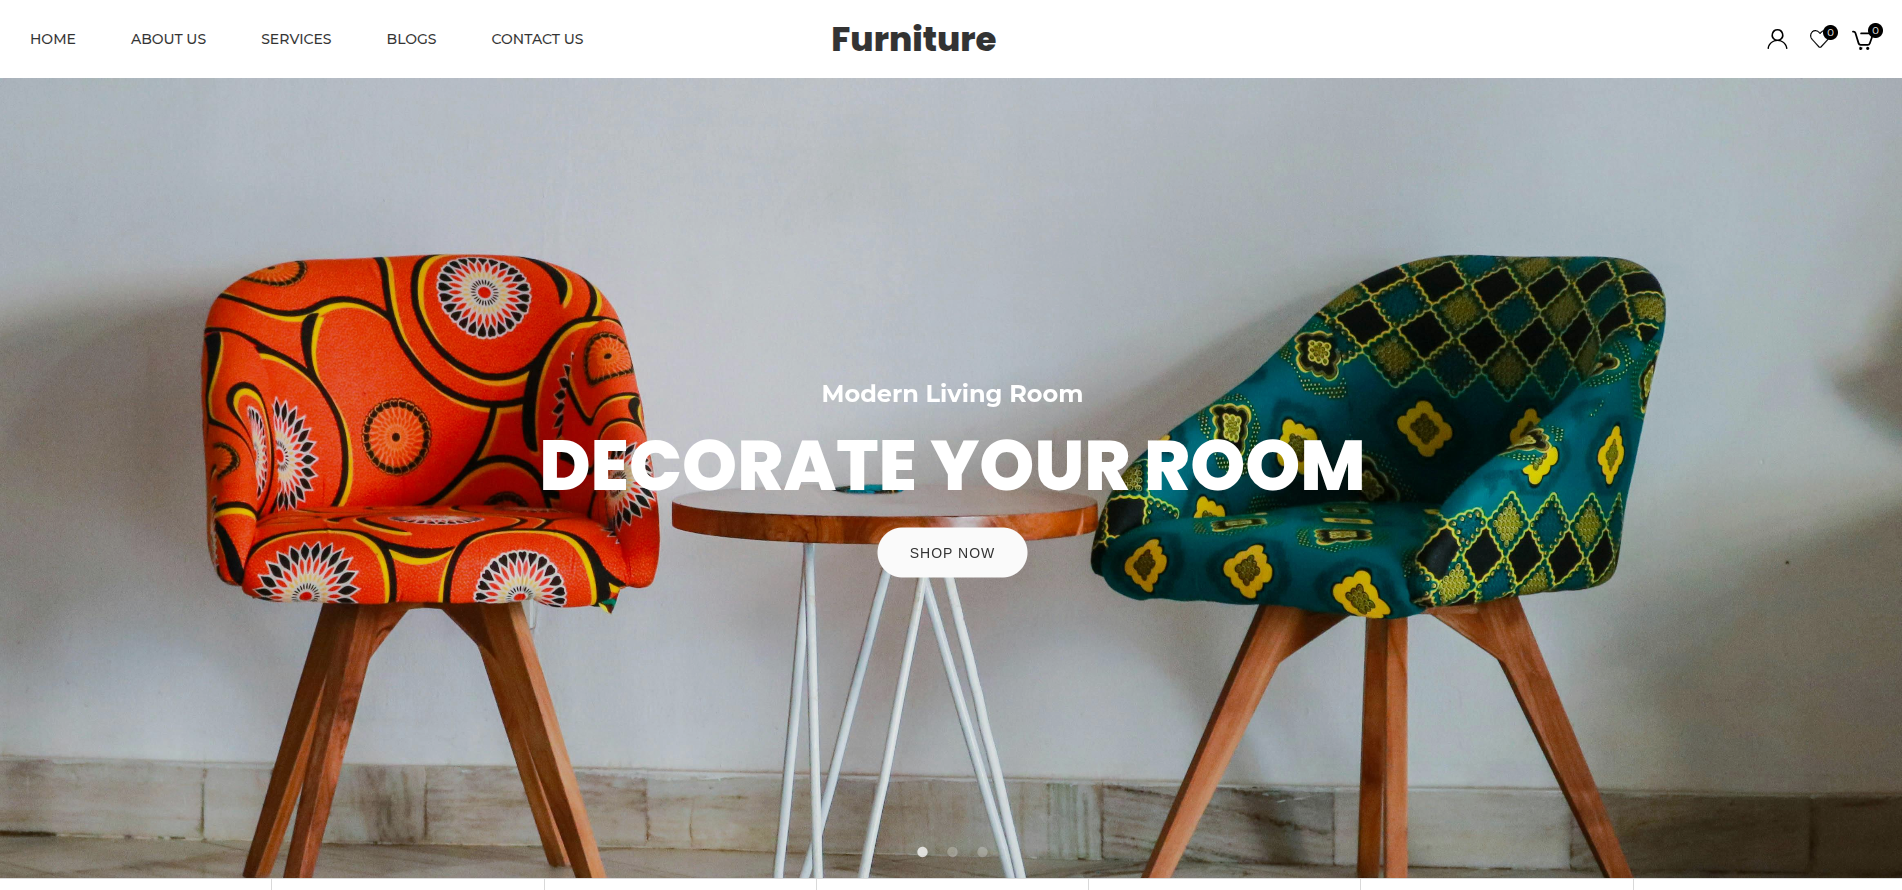 HOME ABOUT US SERVICES BLOGS CONTACT US Furniture 0 0
Modern Living Room
DECORATE YOUR ROOM
SHOP NOW